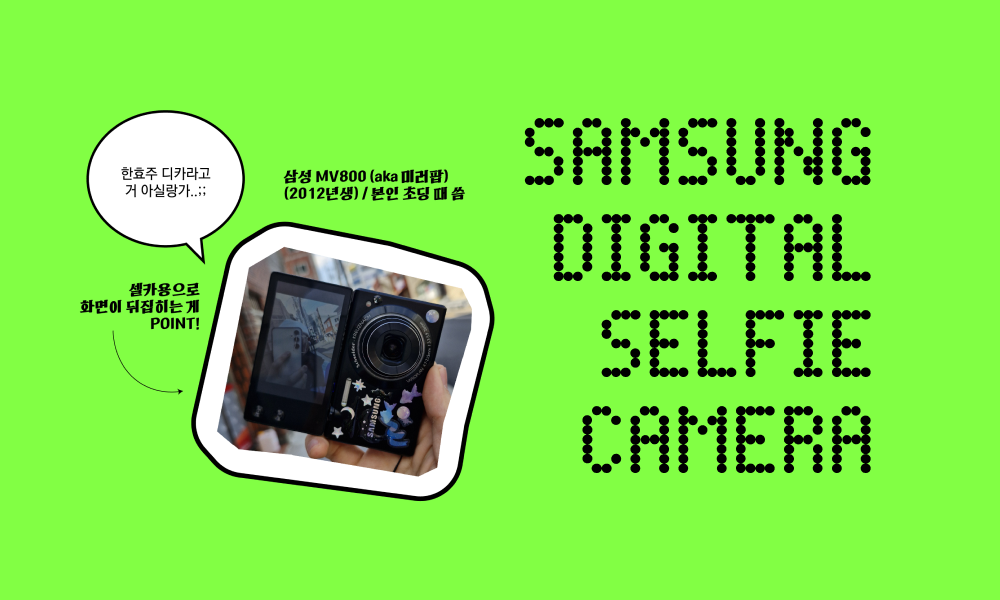 한효주 디카라고
거 아실랑가..;;
삼성 MV800 (aka 미러팝)
(2012년생) / 본인 초딩 때 씀
셀카용으로
화면이 뒤집히는 게
POINT!
SAMSUNG
SAMSUNG
DIGITAL
SELFIE
CAMERA